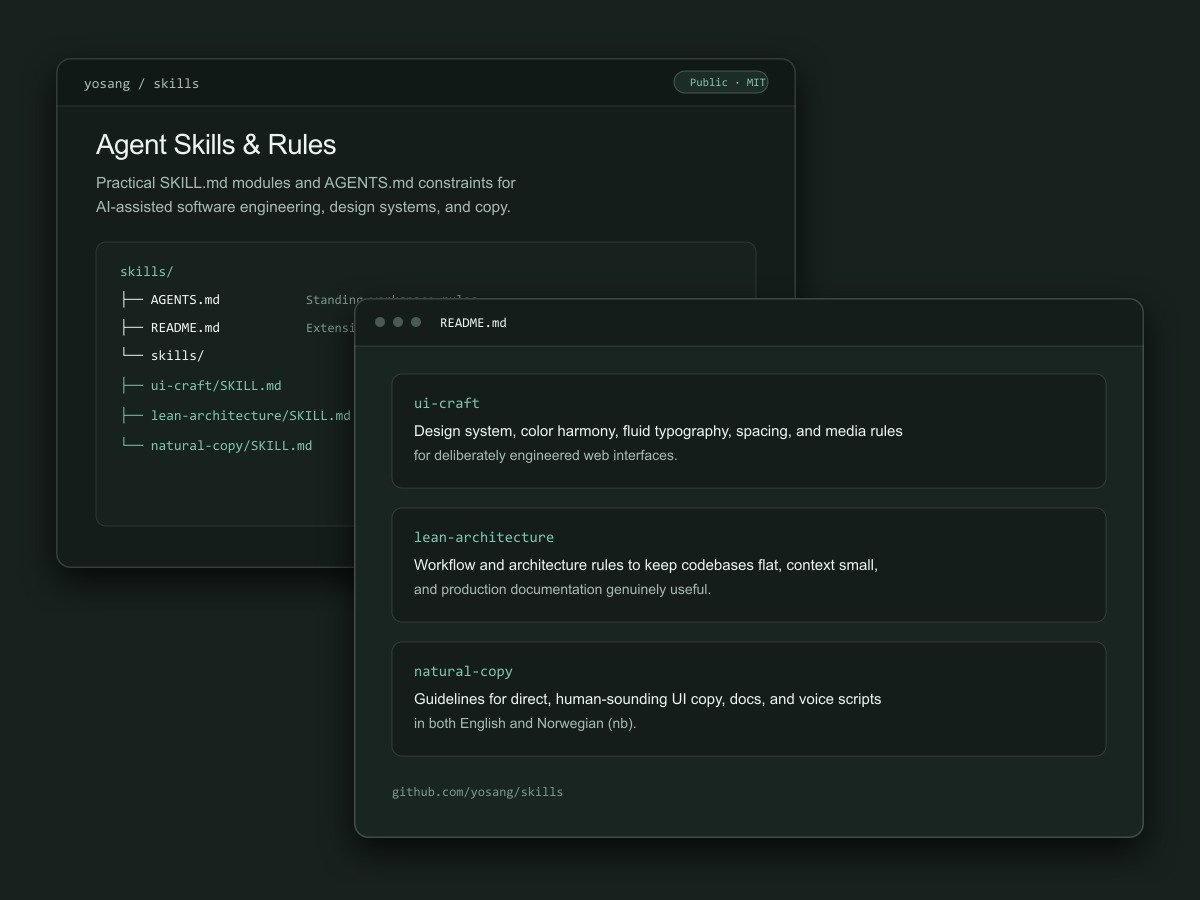 yosang / skills
Public · MIT
Agent Skills & Rules
Practical SKILL.md modules and AGENTS.md constraints for
AI-assisted software engineering, design systems, and copy.
skills/
├── AGENTS.md Standing workspace rules
├── README.md
└── skills/
├── ui-craft/SKILL.md
├── lean-architecture/SKILL.md
└── natural-copy/SKILL.md
README.md
ui-craft
Design system, color harmony, fluid typography, spacing, and media rules
for deliberately engineered web interfaces.
lean-architecture
Workflow and architecture rules to keep codebases flat, context small,
and production documentation genuinely useful.
natural-copy
Guidelines for direct, human-sounding UI copy, docs, and voice scripts
in both English and Norwegian (nb).
github.com/yosang/skills